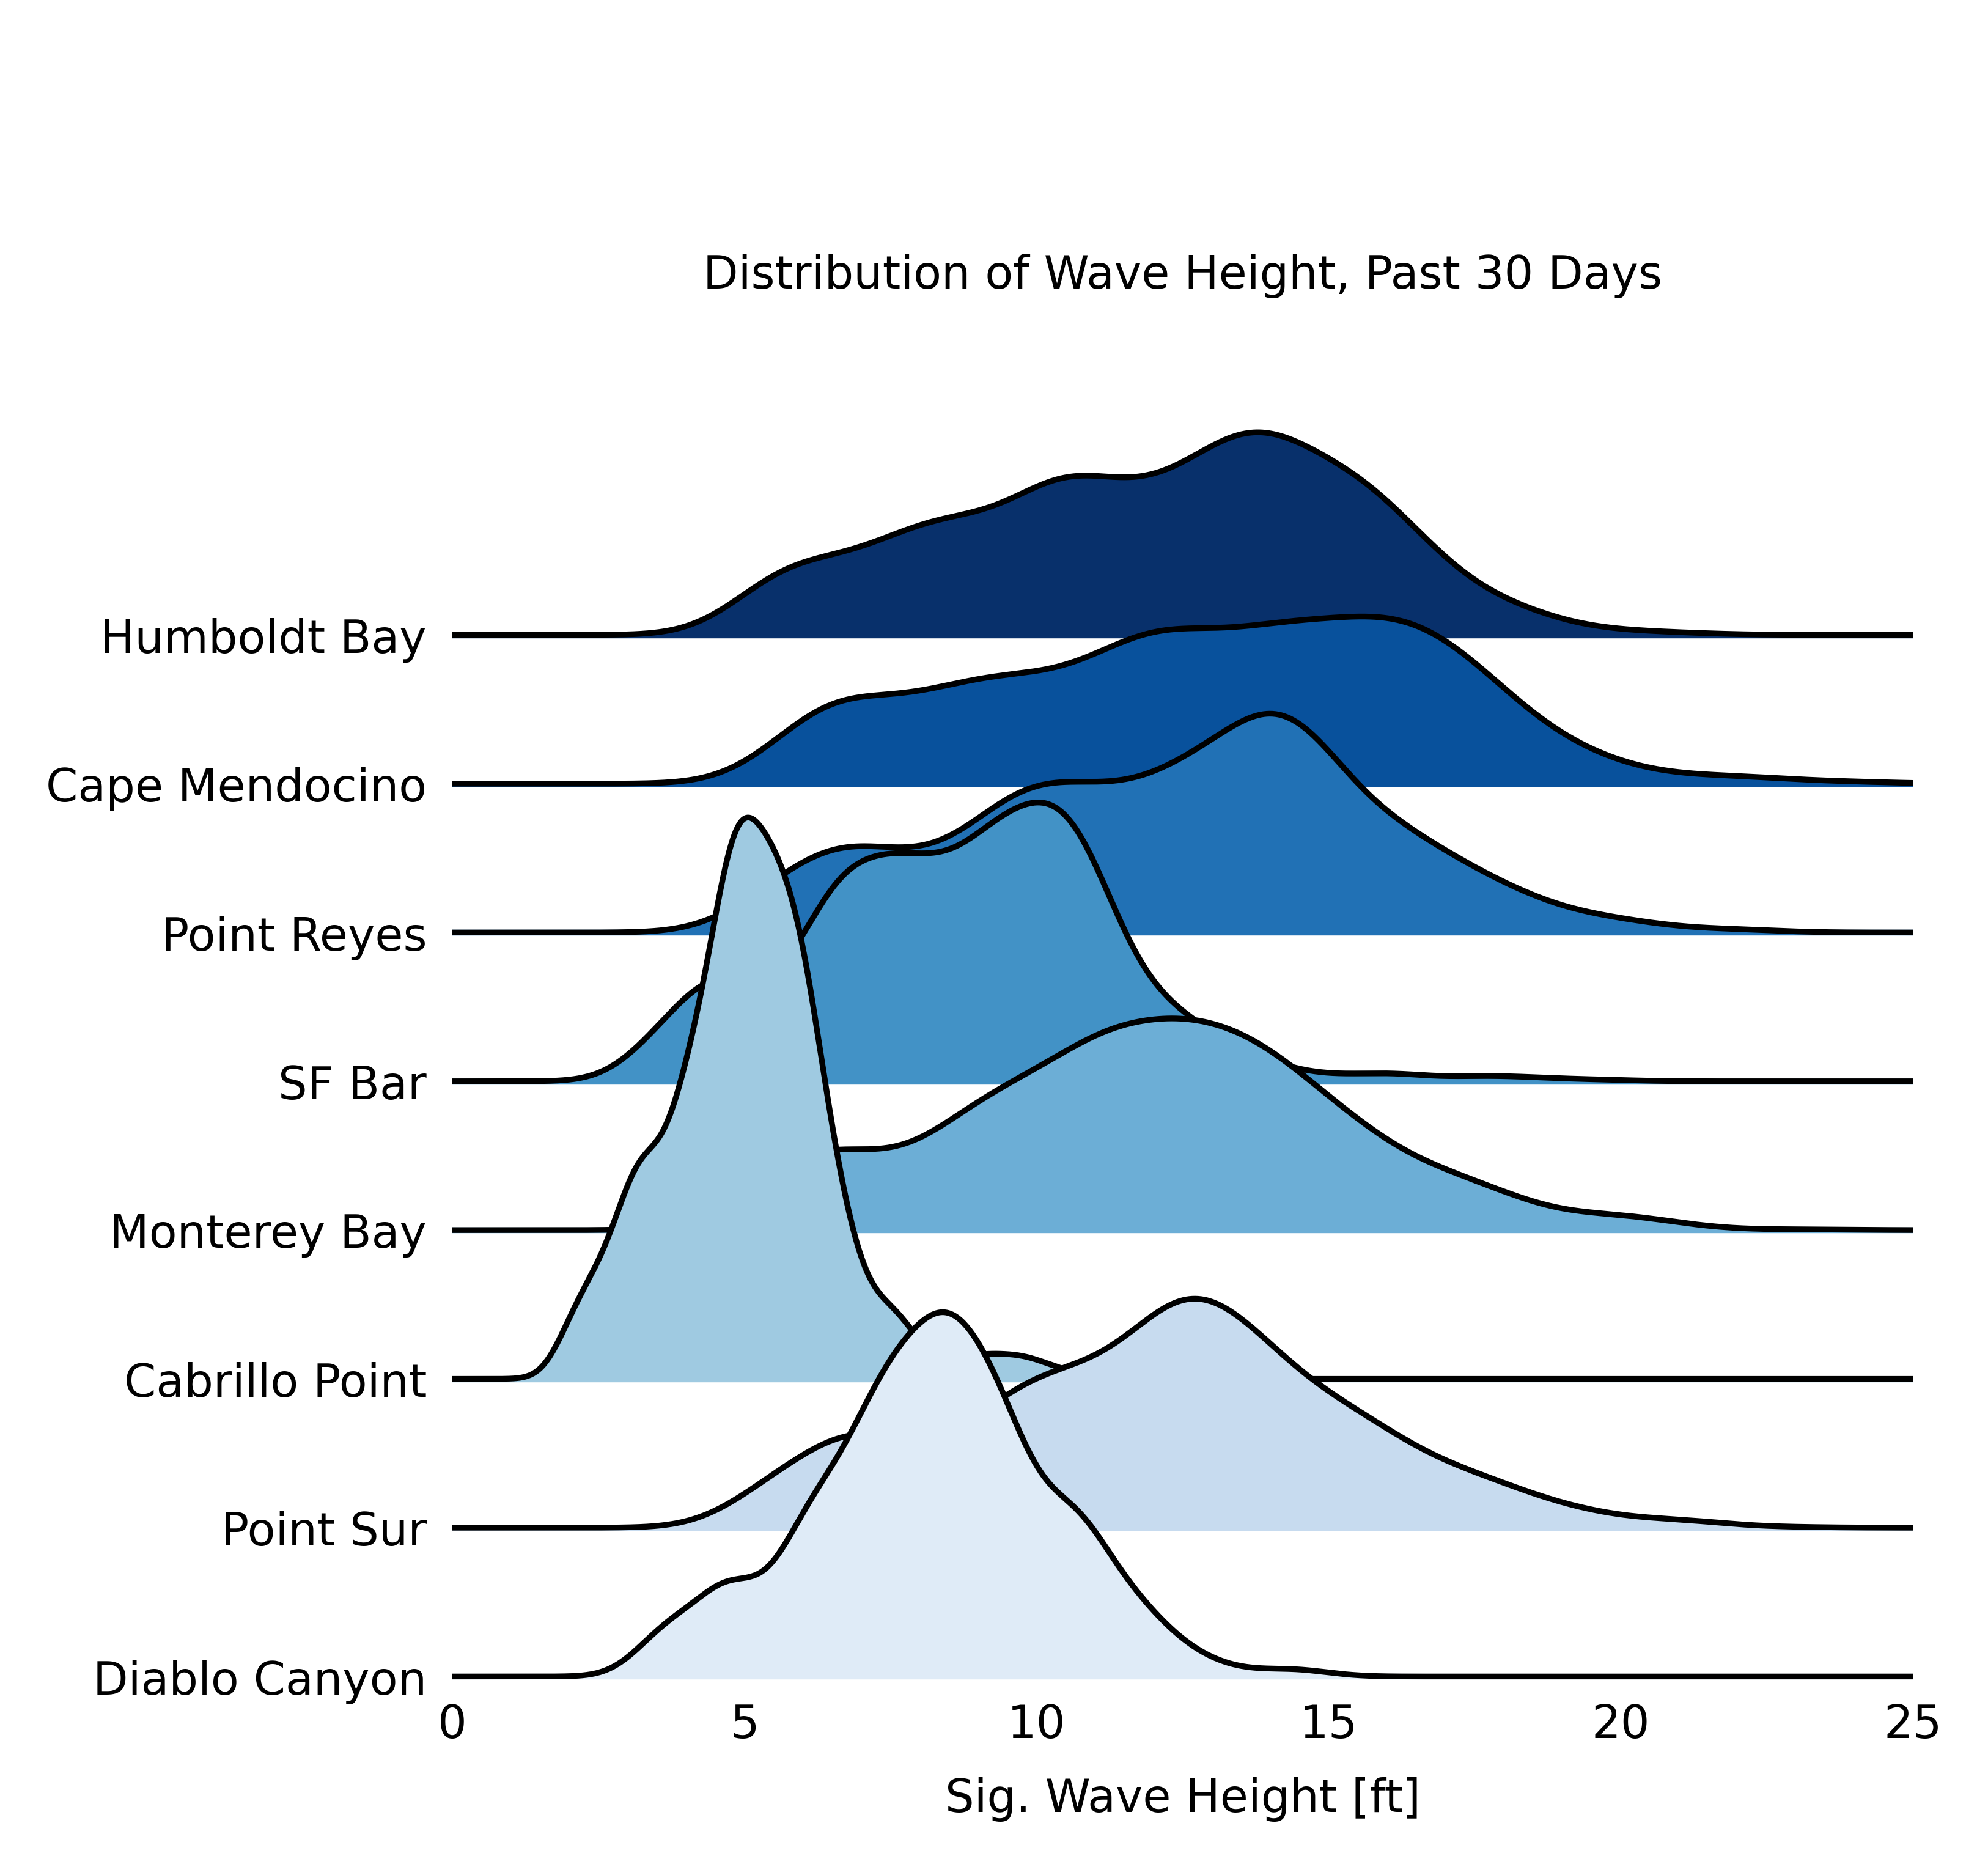 Distribution of Wave Height, Past 30 Days
Humboldt Bay
Cape Mendocino
Point Reyes
SF Bar
Monterey Bay
Cabrillo Point
Point Sur
Diablo Canyon
0 5 10 15 20 25
Sig. Wave Height [ft]